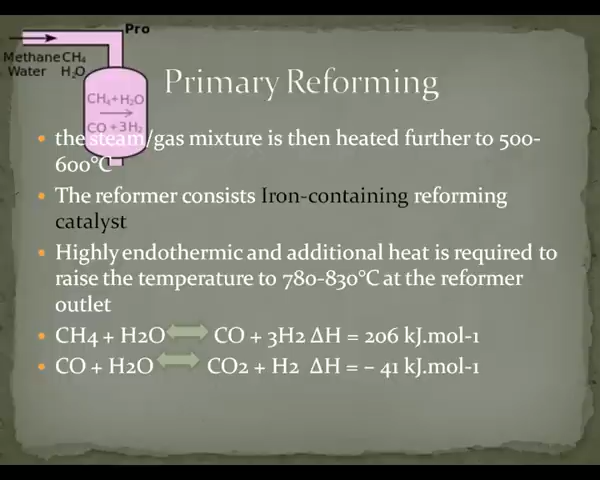 Pro
Methane CH4
Water H2O
CH4+H2O
CO+3H2
Primary Reforming
the steam/gas mixture is then heated further to 500-
600°C
The reformer consists Iron-containing reforming
catalyst
Highly endothermic and additional heat is required to
raise the temperature to 780-830°C at the reformer
outlet
CH4 + H2O CO + 3H2 ΔH = 206 kJ.mol-1
CO + H2O CO2 + H2 ΔH = – 41 kJ.mol-1